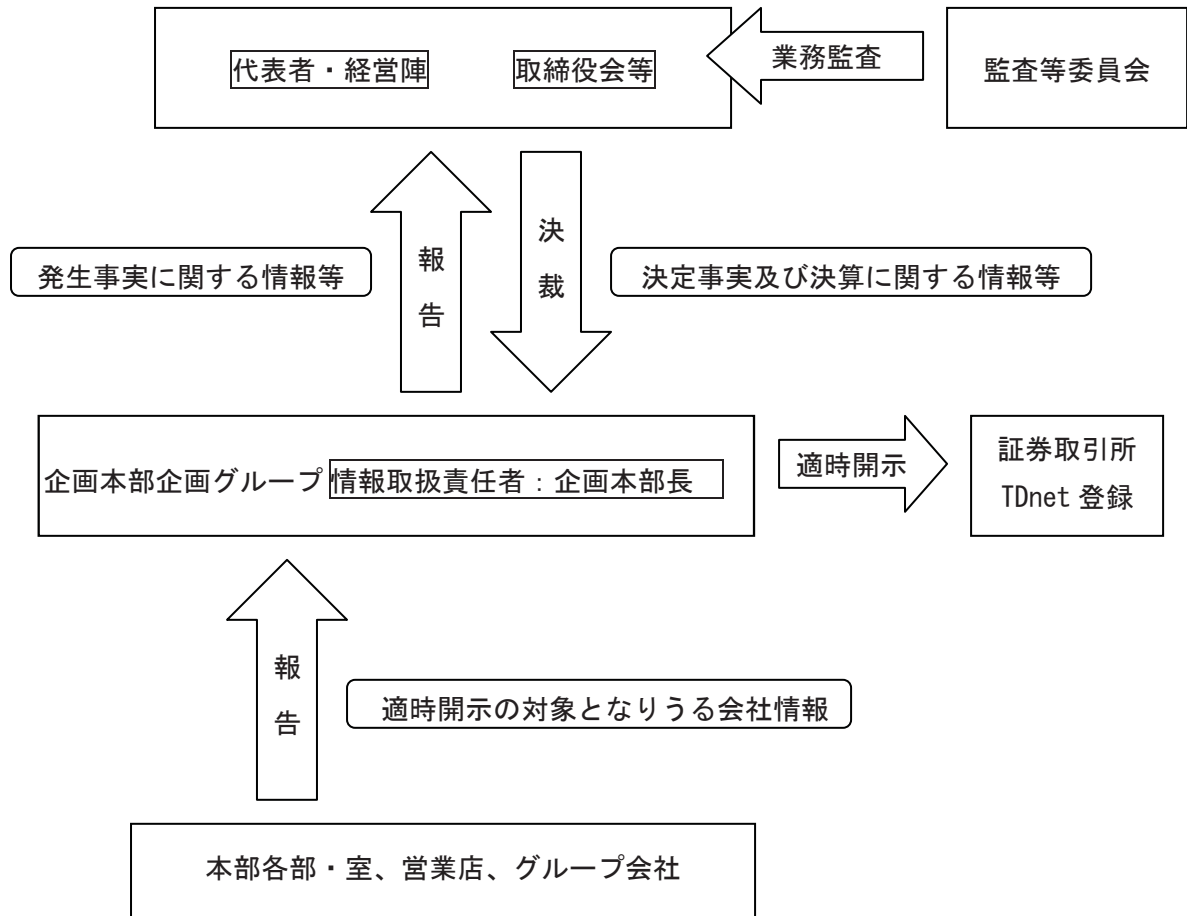 代表者・経営陣
取締役会等
業務監査
監査等委員会
報告
決裁
発生事実に関する情報等
決定事実及び決算に関する情報等
企画本部企画グループ 情報取扱責任者：企画本部長
適時開示
証券取引所
TDnet 登録
報告
適時開示の対象となりうる会社情報
本部各部・室、営業店、グループ会社